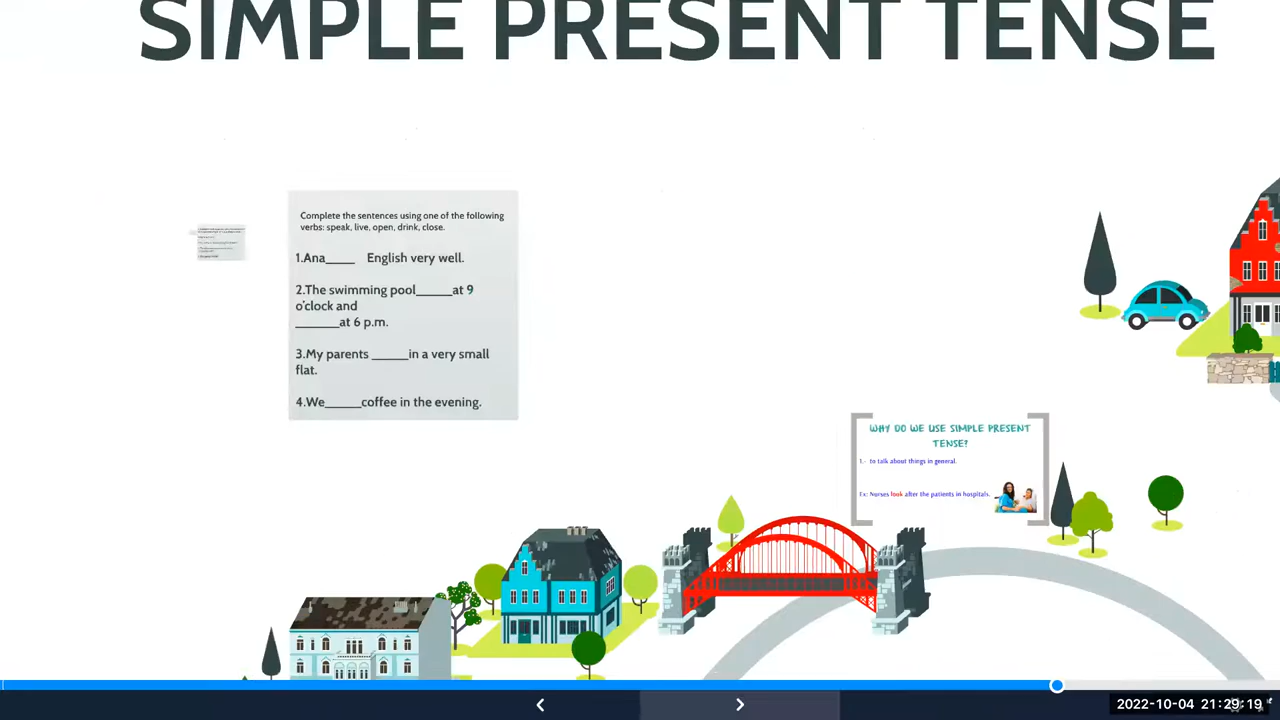 SIMPLE PRESENT TENSE
Complete the sentences using one of the following
verbs: speak, live, open, drink, close.
1.Ana_____ English very well.
2.The swimming pool______at 9
o'clock and
_______at 6 p.m.
3.My parents ______in a very small
flat.
4.We______coffee in the evening.
WHY DO WE USE SIMPLE PRESENT
TENSE?
1.- to talk about things in general.
Ex: Nurses look after the patients in hospitals.
2022-10-04 21:29:19